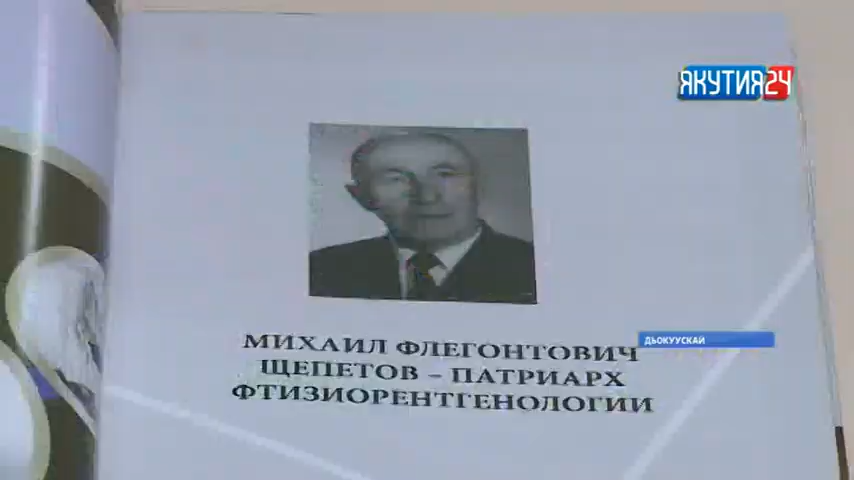 ЯКУТИЯ24
МИХАИЛ ФЛЕГОНТОВИЧ
ДЬОКУУСКАЙ
ЩЕПЕТОВ – ПАТРИАРХ
ФТИЗИОРЕНТГЕНОЛОГИИ